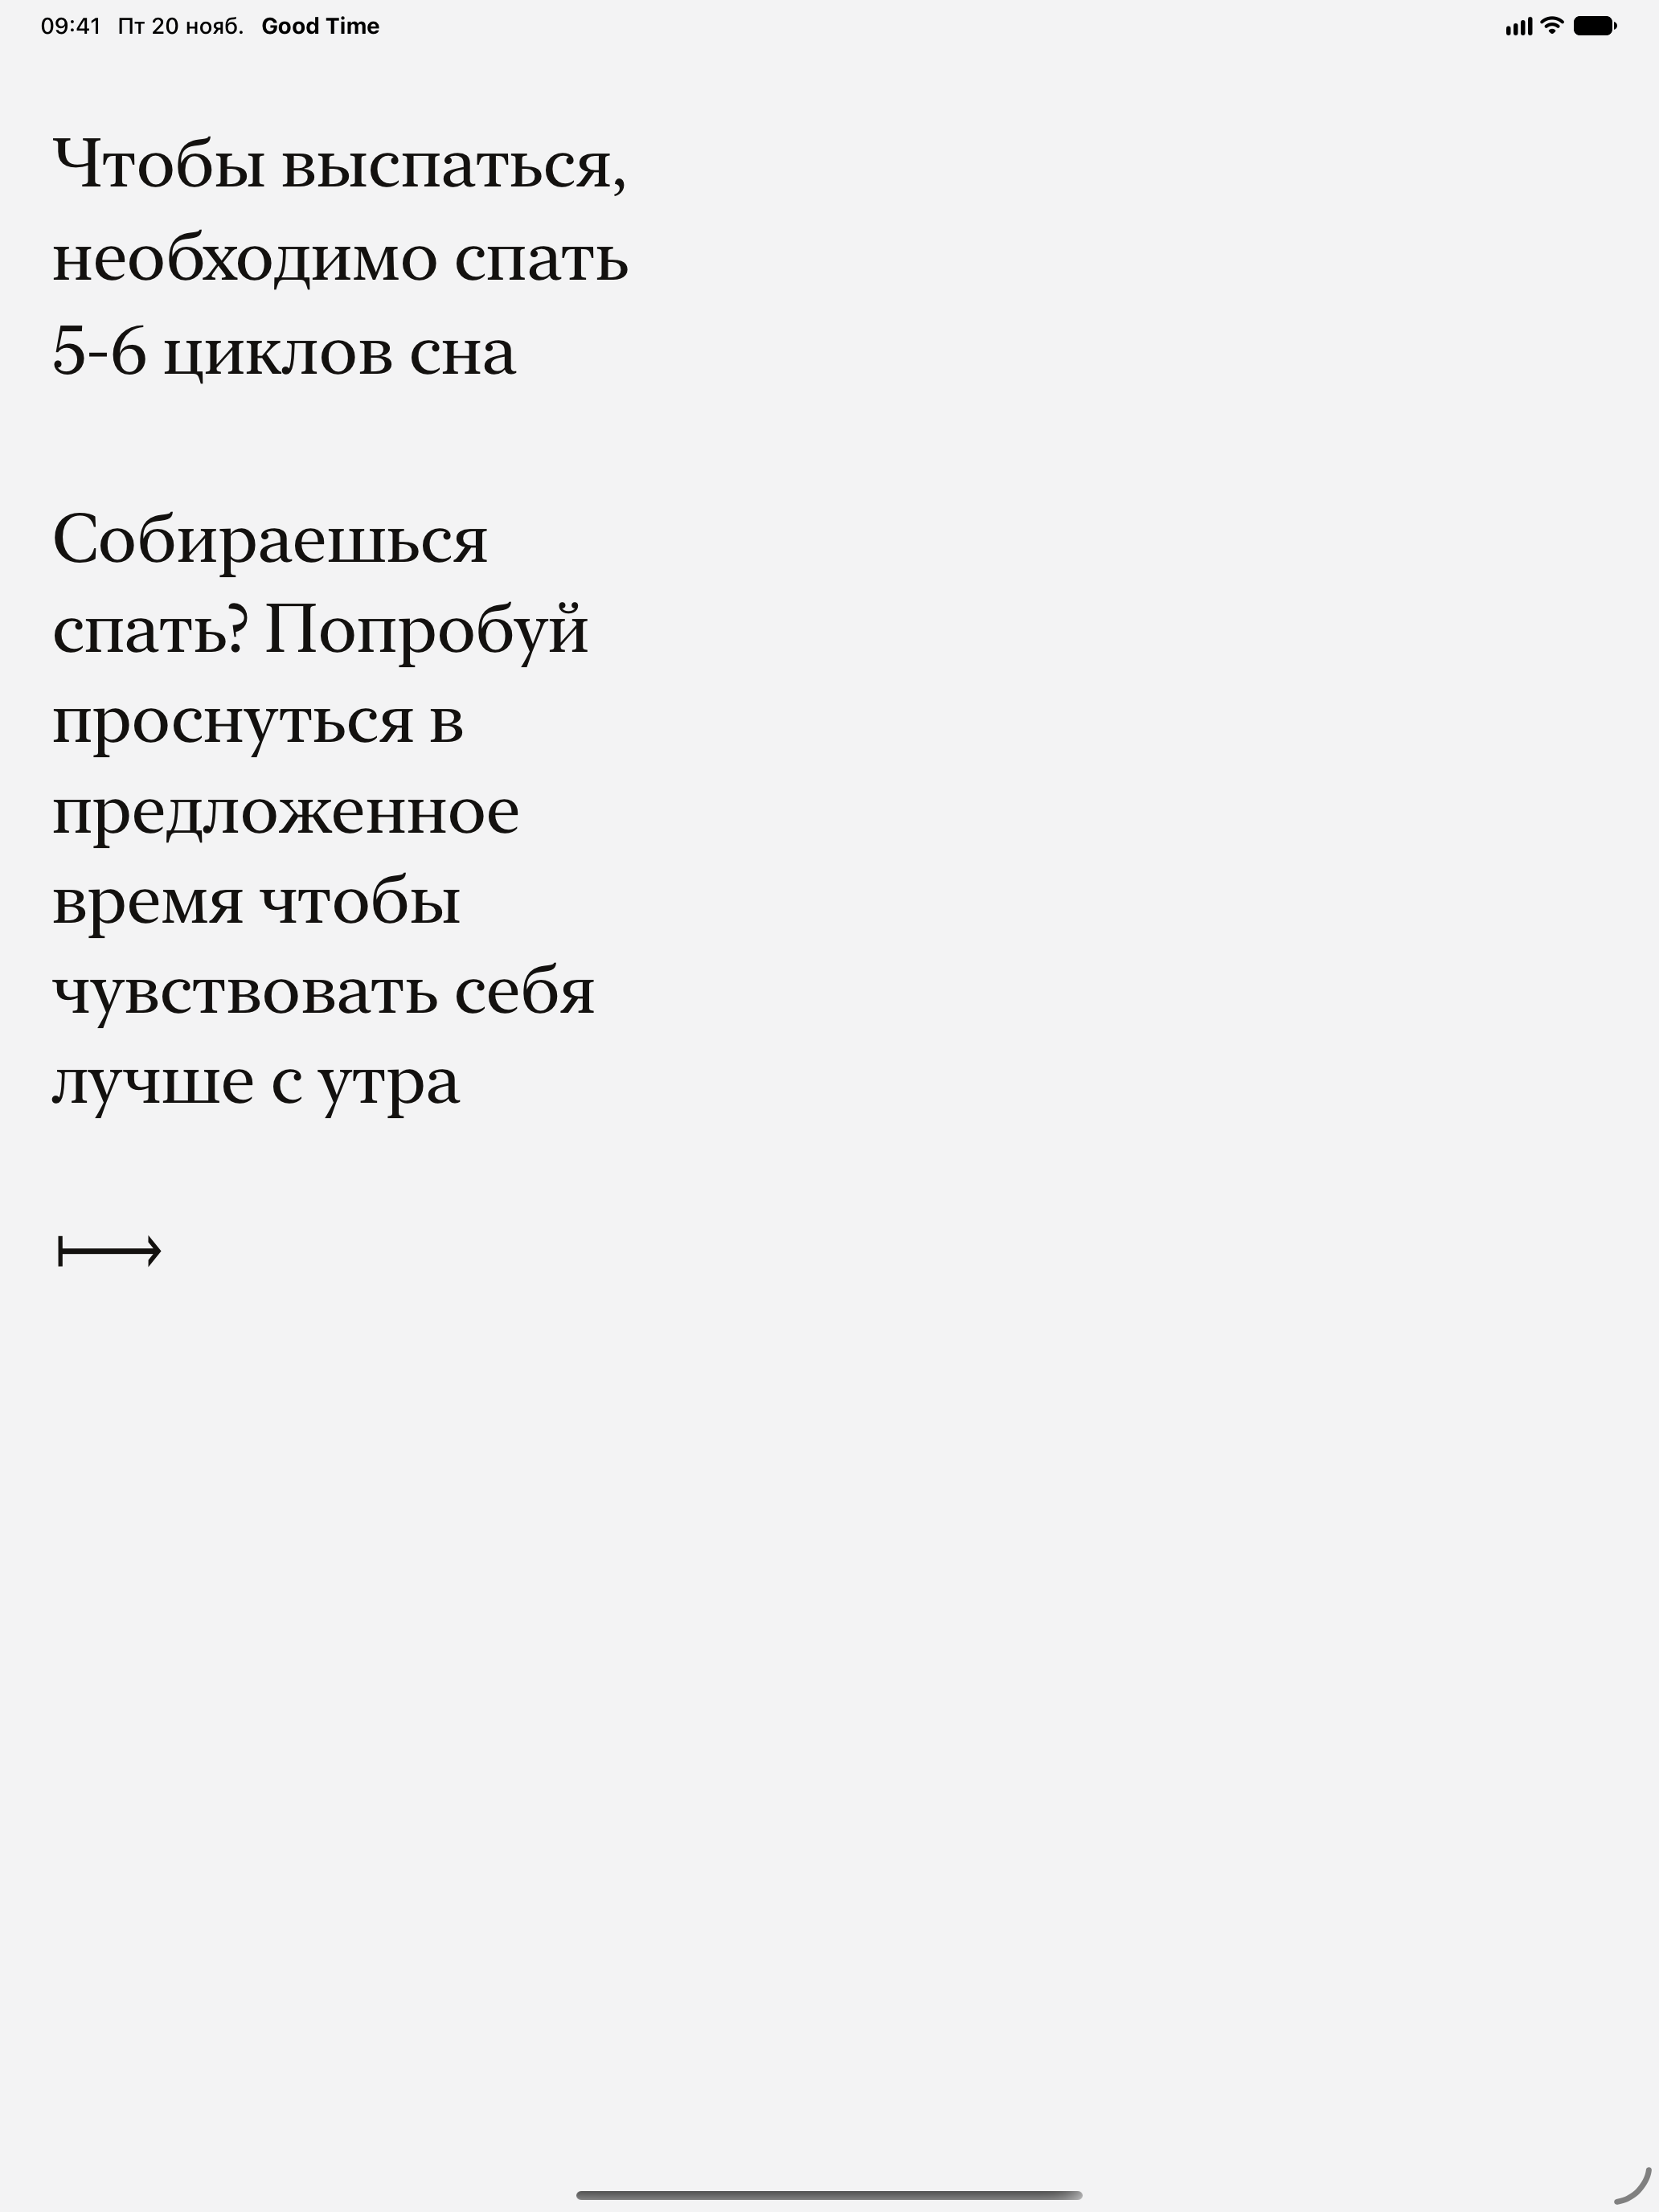 09:41 Пт 20 нояб. Good Time
Чтобы выспаться,
необходимо спать
5-6 циклов сна
Собираешься
спать? Попробуй
проснуться в
предложенное
время чтобы
чувствовать себя
лучше с утра